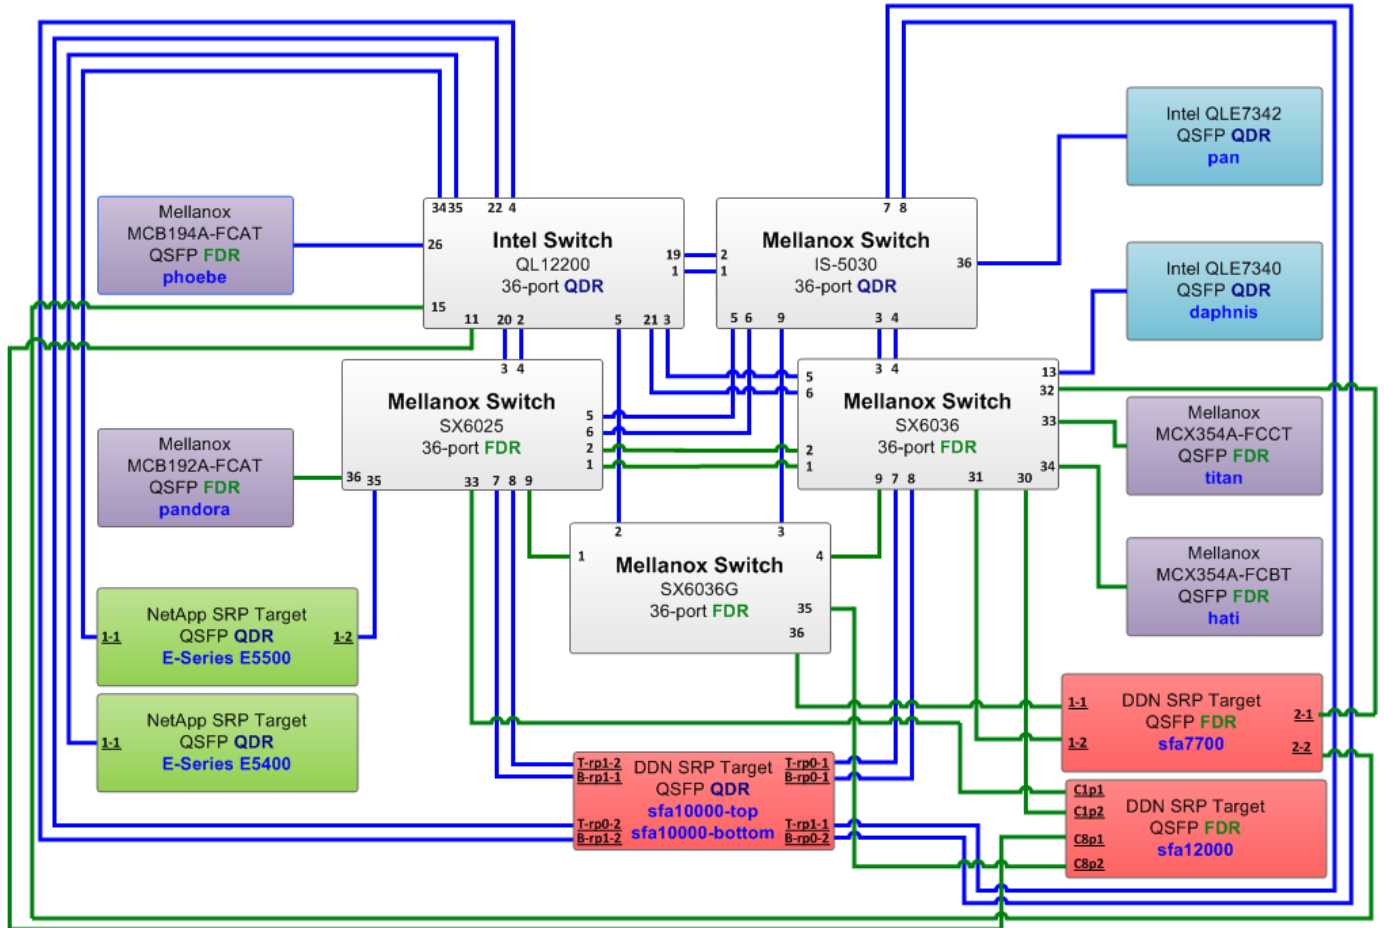 7 8
Intel QLE7342
QSFP QDR
pan
34 35 22 4
Mellanox
MCB194A-FCAT
QSFP FDR
phoebe
26
Intel Switch
QL12200
36-port QDR
19
1
15
11
20 2
5
21 3
2
1
Mellanox Switch
IS-5030
36-port QDR
36
5 6
9
3 4
Intel QLE7340
QSFP QDR
daphnis
3 4
Mellanox Switch
SX6025
36-port FDR
5
6
2
1
36
35
33
7 8 9
3 4
5
6
Mellanox Switch
SX6036
36-port FDR
2
1
13
32
33
34
9 7 8
31
30
Mellanox
MCX354A-FCCT
QSFP FDR
titan
Mellanox
MCB192A-FCAT
QSFP FDR
pandora
2
3
1
4
Mellanox Switch
SX6036G
36-port FDR
35
36
Mellanox
MCX354A-FCBT
QSFP FDR
hati
NetApp SRP Target
QSFP QDR
E-Series E5500
1-1
1-2
NetApp SRP Target
QSFP QDR
E-Series E5400
1-1
1-1
1-2
DDN SRP Target
QSFP FDR
sfa7700
2-1
2-2
T-rp1-2
B-rp1-1
DDN SRP Target
QSFP QDR
sfa10000-top
sfa10000-bottom
T-rp0-1
B-rp0-1
T-rp0-2
B-rp1-2
T-rp1-1
B-rp0-2
C1p1
C1p2
C8p1
C8p2
DDN SRP Target
QSFP FDR
sfa12000